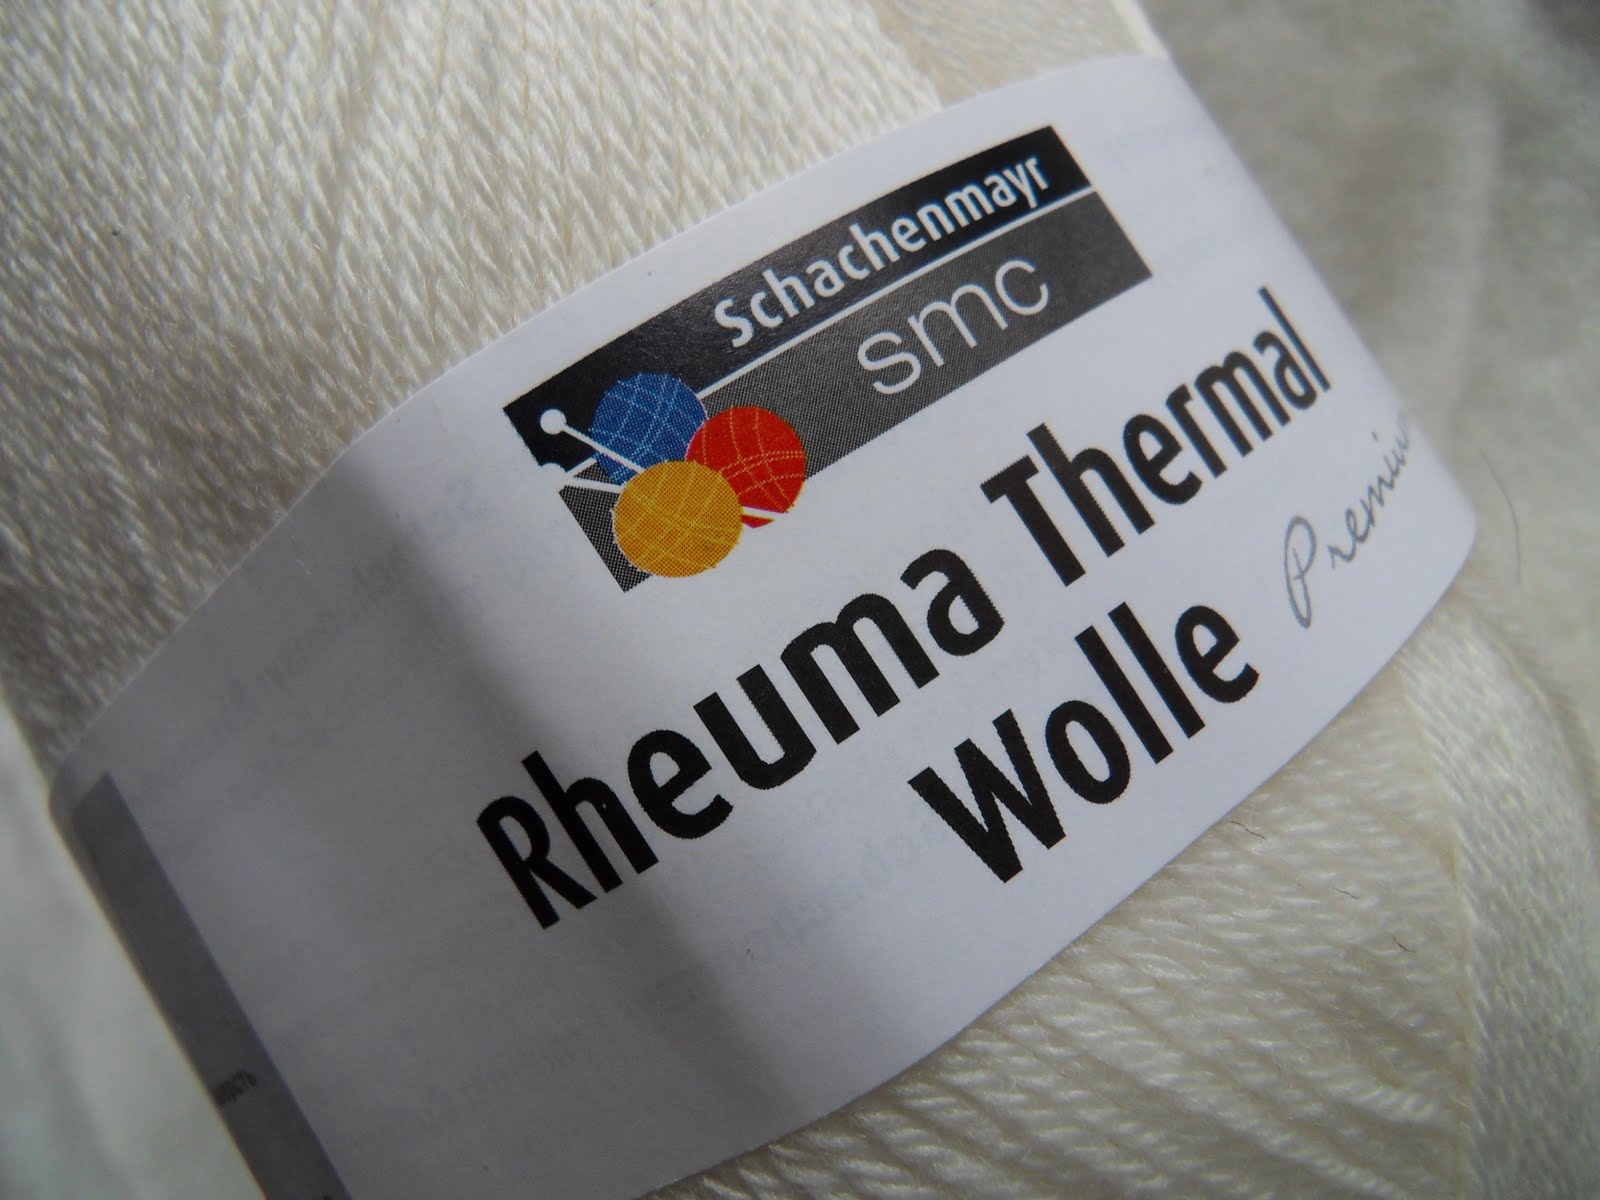 Schachenmayr
smc
Rheuma Thermal
Wolle